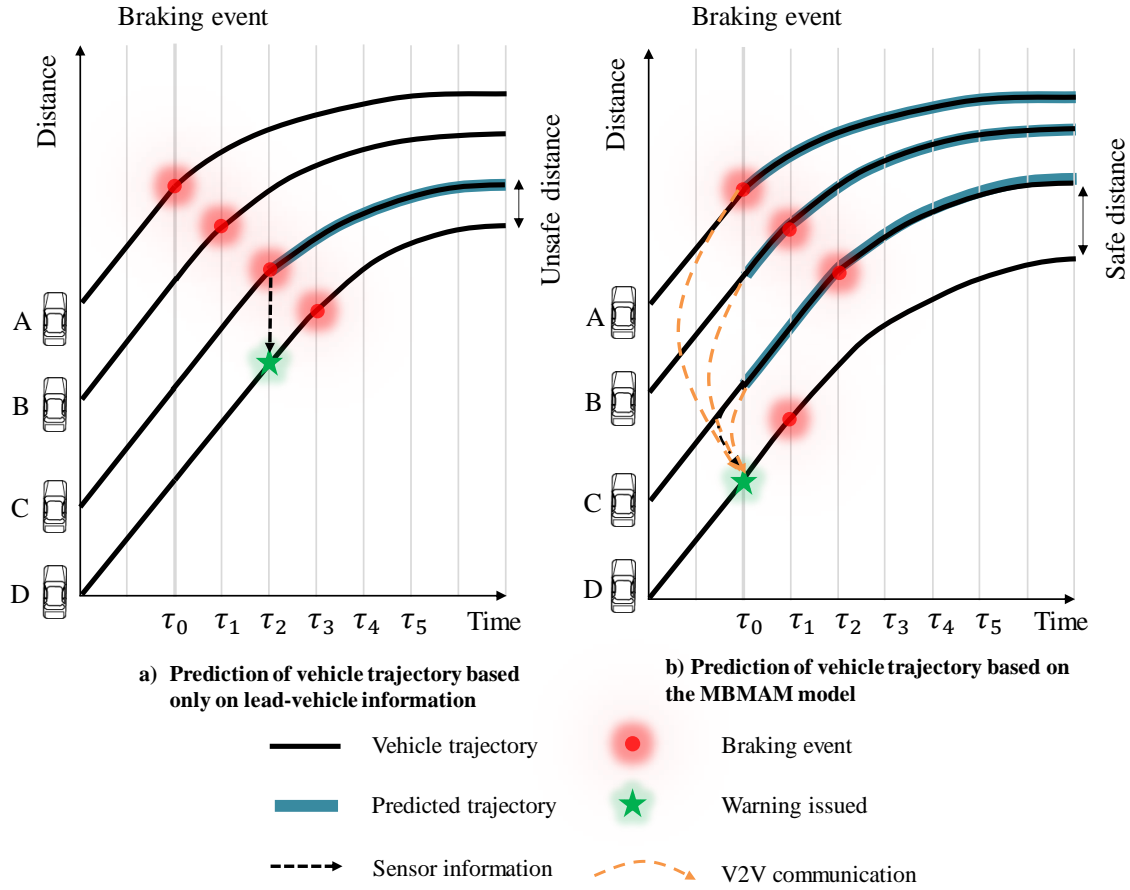 Braking event
Distance
A
B
C
D
Unsafe distance
τ₀ τ₁ τ₂ τ₃ τ₄ τ₅ Time
a) Prediction of vehicle trajectory based
only on lead-vehicle information
Braking event
Distance
A
B
C
D
Safe distance
τ₀ τ₁ τ₂ τ₃ τ₄ τ₅ Time
b) Prediction of vehicle trajectory based on
the MBMAM model
Vehicle trajectory
Braking event
Predicted trajectory
Warning issued
Sensor information
V2V communication